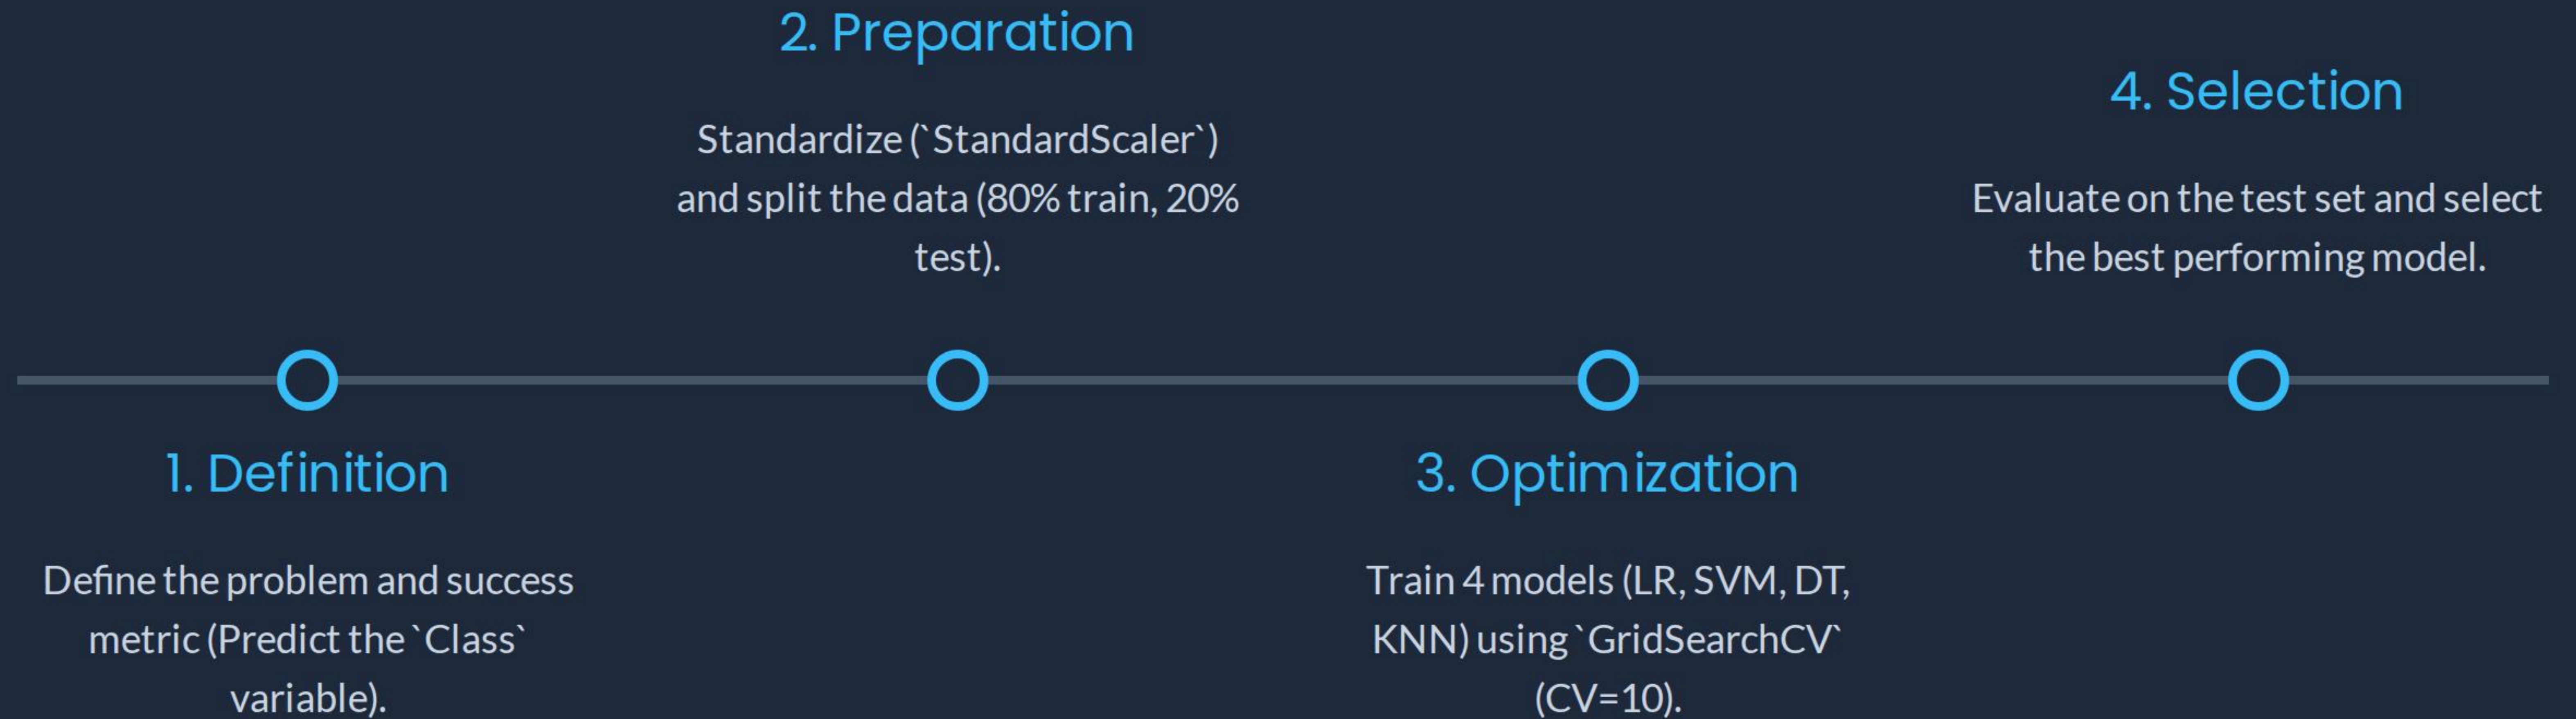 1. Definition
Define the problem and success
metric (Predict the `Class`
variable).
2. Preparation
Standardize (`StandardScaler`)
and split the data (80% train, 20%
test).
3. Optimization
Train 4 models (LR, SVM, DT,
KNN) using `GridSearchCV`
(CV=10).
4. Selection
Evaluate on the test set and select
the best performing model.